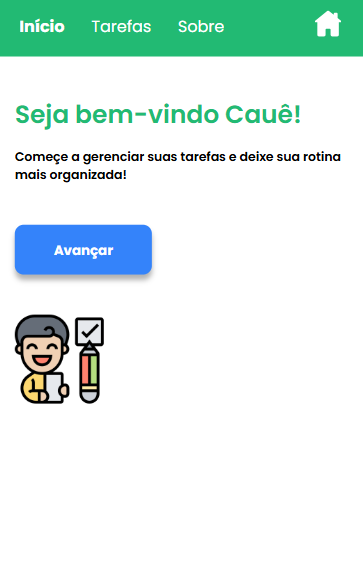 Início Tarefas Sobre
Seja bem-vindo Cauê!
Começe a gerenciar suas tarefas e deixe sua rotina
mais organizada!
Avançar